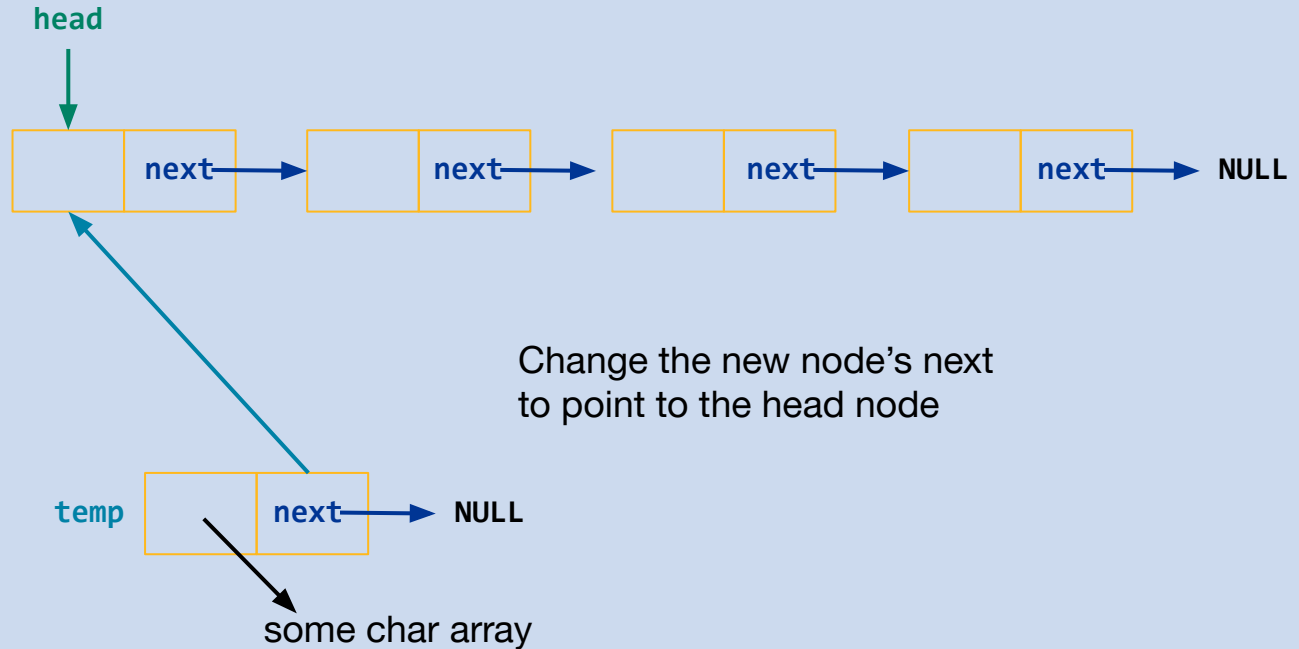 head
next next next next NULL
Change the new node’s next
to point to the head node
temp next NULL
some char array